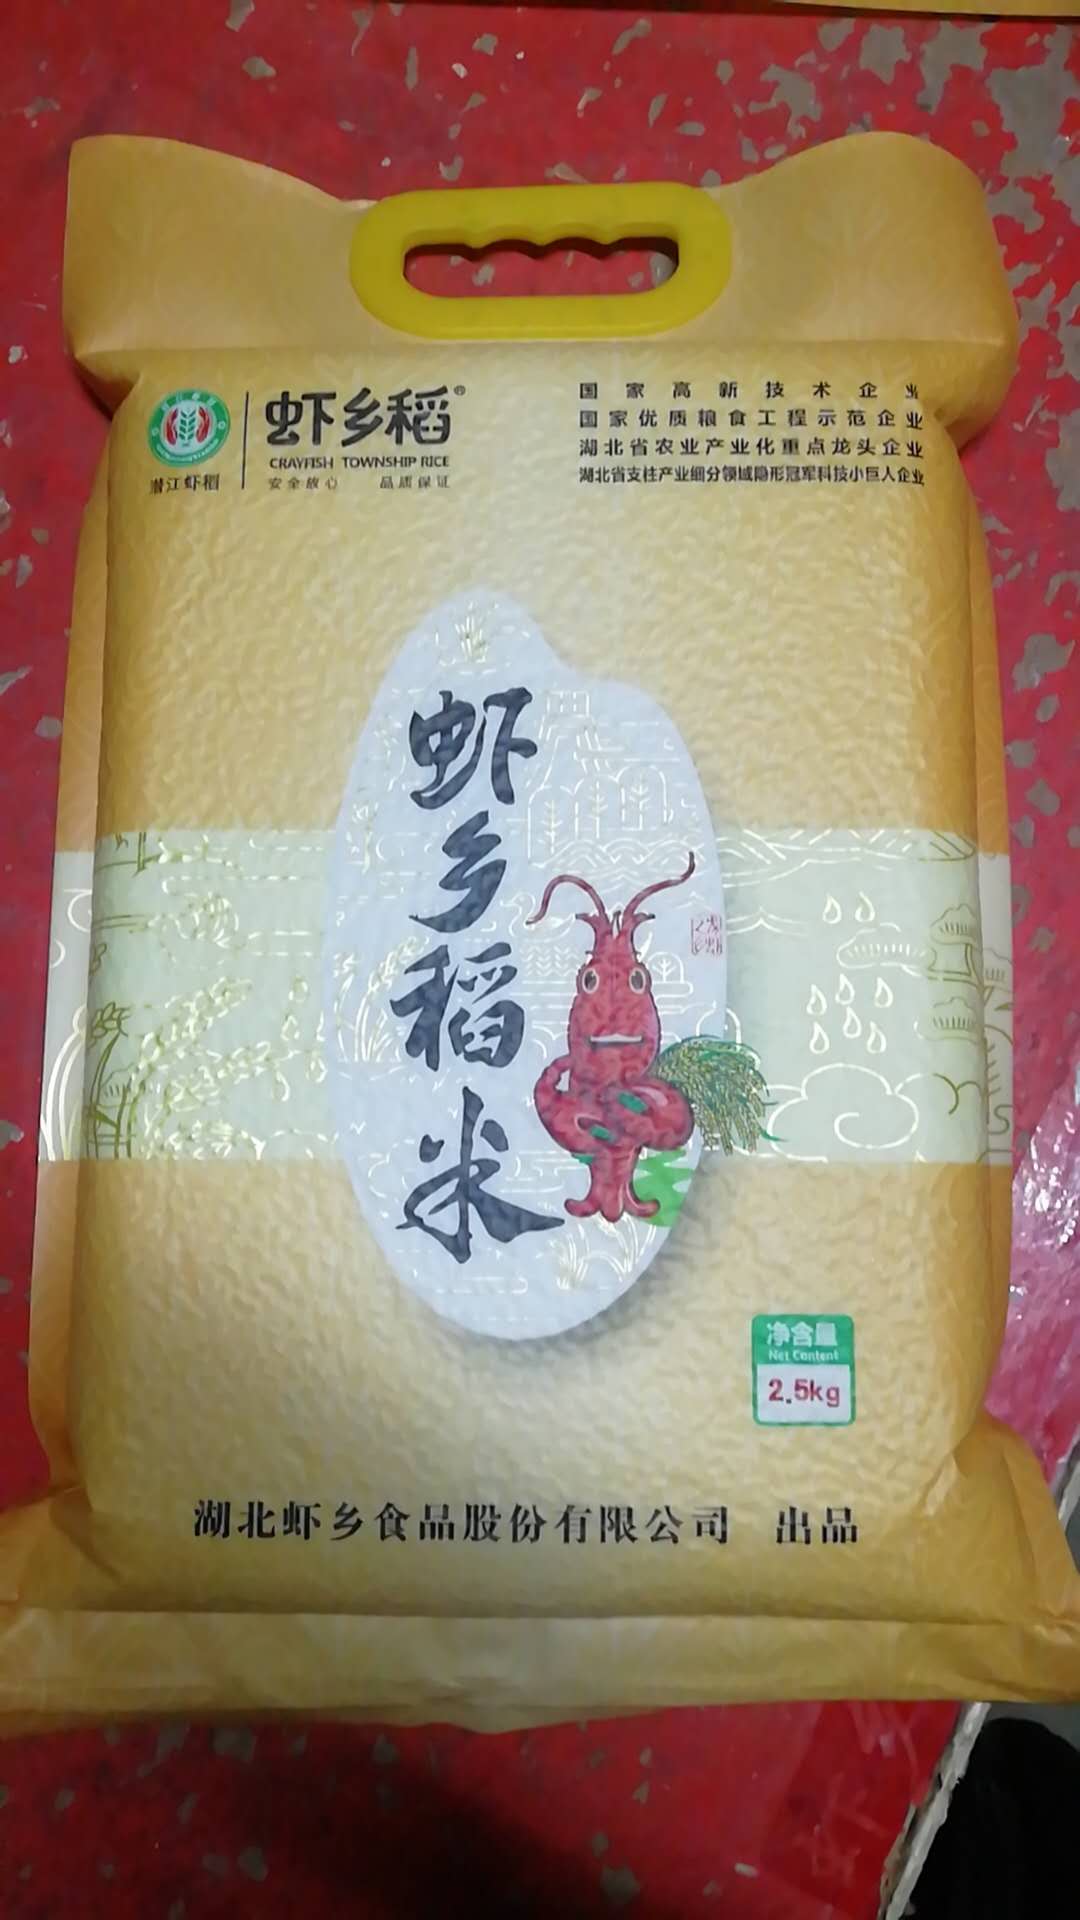 潜江虾稻
虾乡稻®
CRAYFISH TOWNSHIP RICE
安全放心 品质保证
国家高新技术企业
国家优质粮食工程示范企业
湖北省农业产业化重点龙头企业
湖北省支柱产业细分领域隐形冠军科技小巨人企业
虾乡稻米
净含量
Net Content
2.5kg
湖北虾乡食品股份有限公司 出品